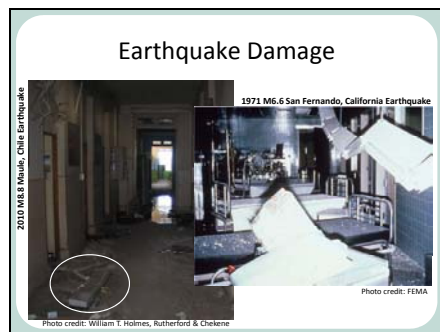 Earthquake Damage
2010 M8.8 Maule, Chile Earthquake
1971 M6.6 San Fernando, California Earthquake
Photo credit: FEMA
Photo credit: William T. Holmes, Rutherford & Chekene